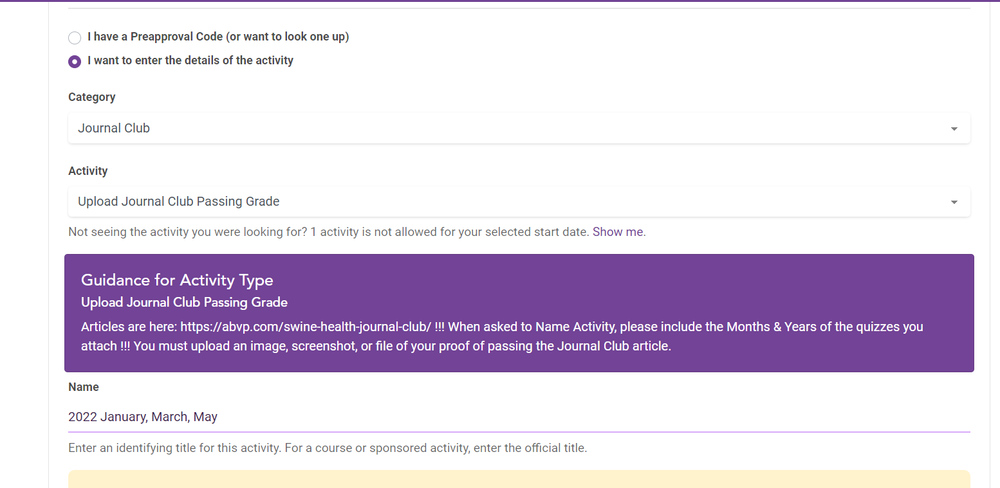 I have a Preapproval Code (or want to look one up)
I want to enter the details of the activity
Category
Journal Club
Activity
Upload Journal Club Passing Grade
Not seeing the activity you were looking for? 1 activity is not allowed for your selected start date. Show me.
Guidance for Activity Type
Upload Journal Club Passing Grade
Articles are here: https://abvp.com/swine-health-journal-club/ !!! When asked to Name Activity, please include the Months & Years of the quizzes you
attach !!! You must upload an image, screenshot, or file of your proof of passing the Journal Club article.
Name
2022 January, March, May
Enter an identifying title for this activity. For a course or sponsored activity, enter the official title.